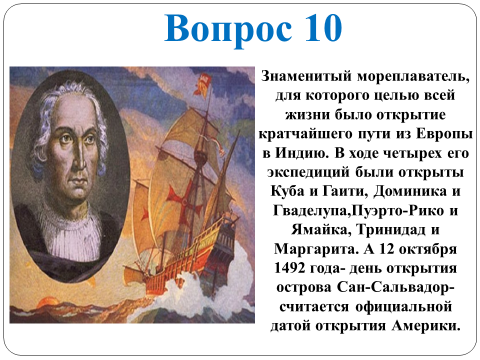 Вопрос 10
Знаменитый мореплаватель,
для которого целью всей
жизни было открытие
кратчайшего пути из Европы
в Индию. В ходе четырех его
экспедиций были открыты
Куба и Гаити, Доминика и
Гваделупа,Пуэрто-Рико и
Ямайка, Тринидад и
Маргарита. А 12 октября
1492 года- день открытия
острова Сан-Сальвадор-
считается официальной
датой открытия Америки.